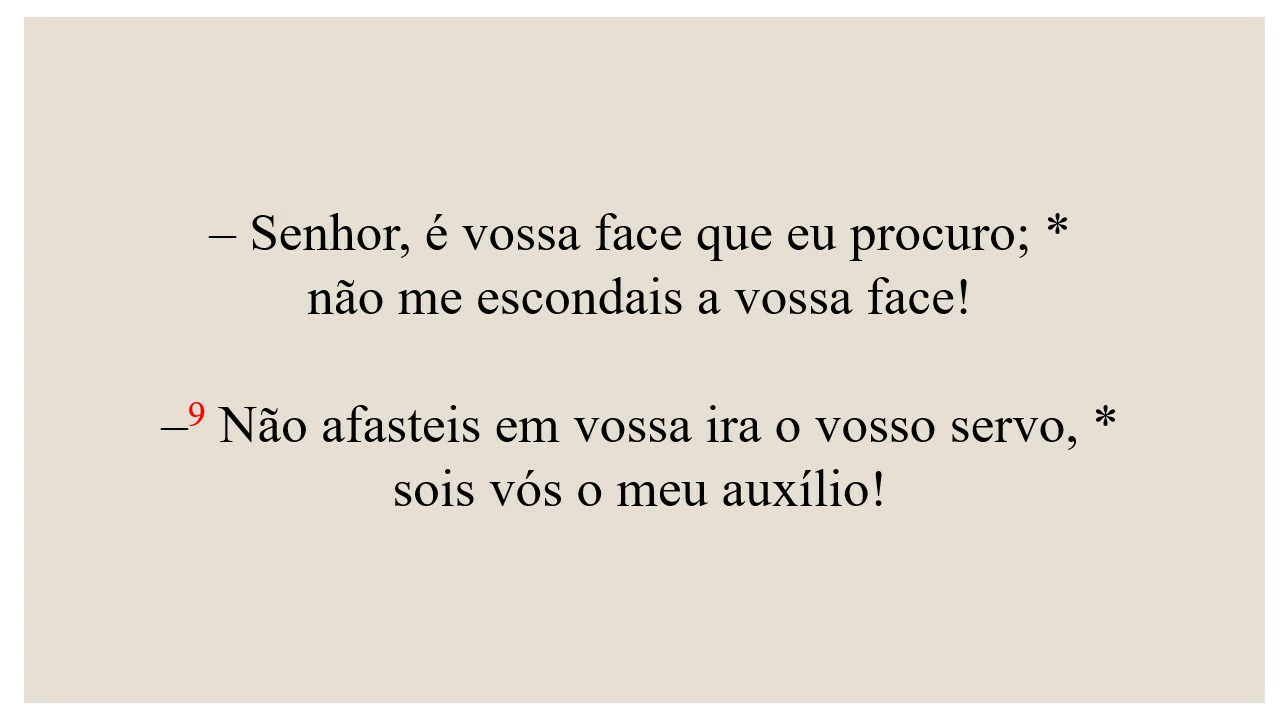 – Senhor, é vossa face que eu procuro; *
não me escondais a vossa face!
–9 Não afasteis em vossa ira o vosso servo, *
sois vós o meu auxílio!